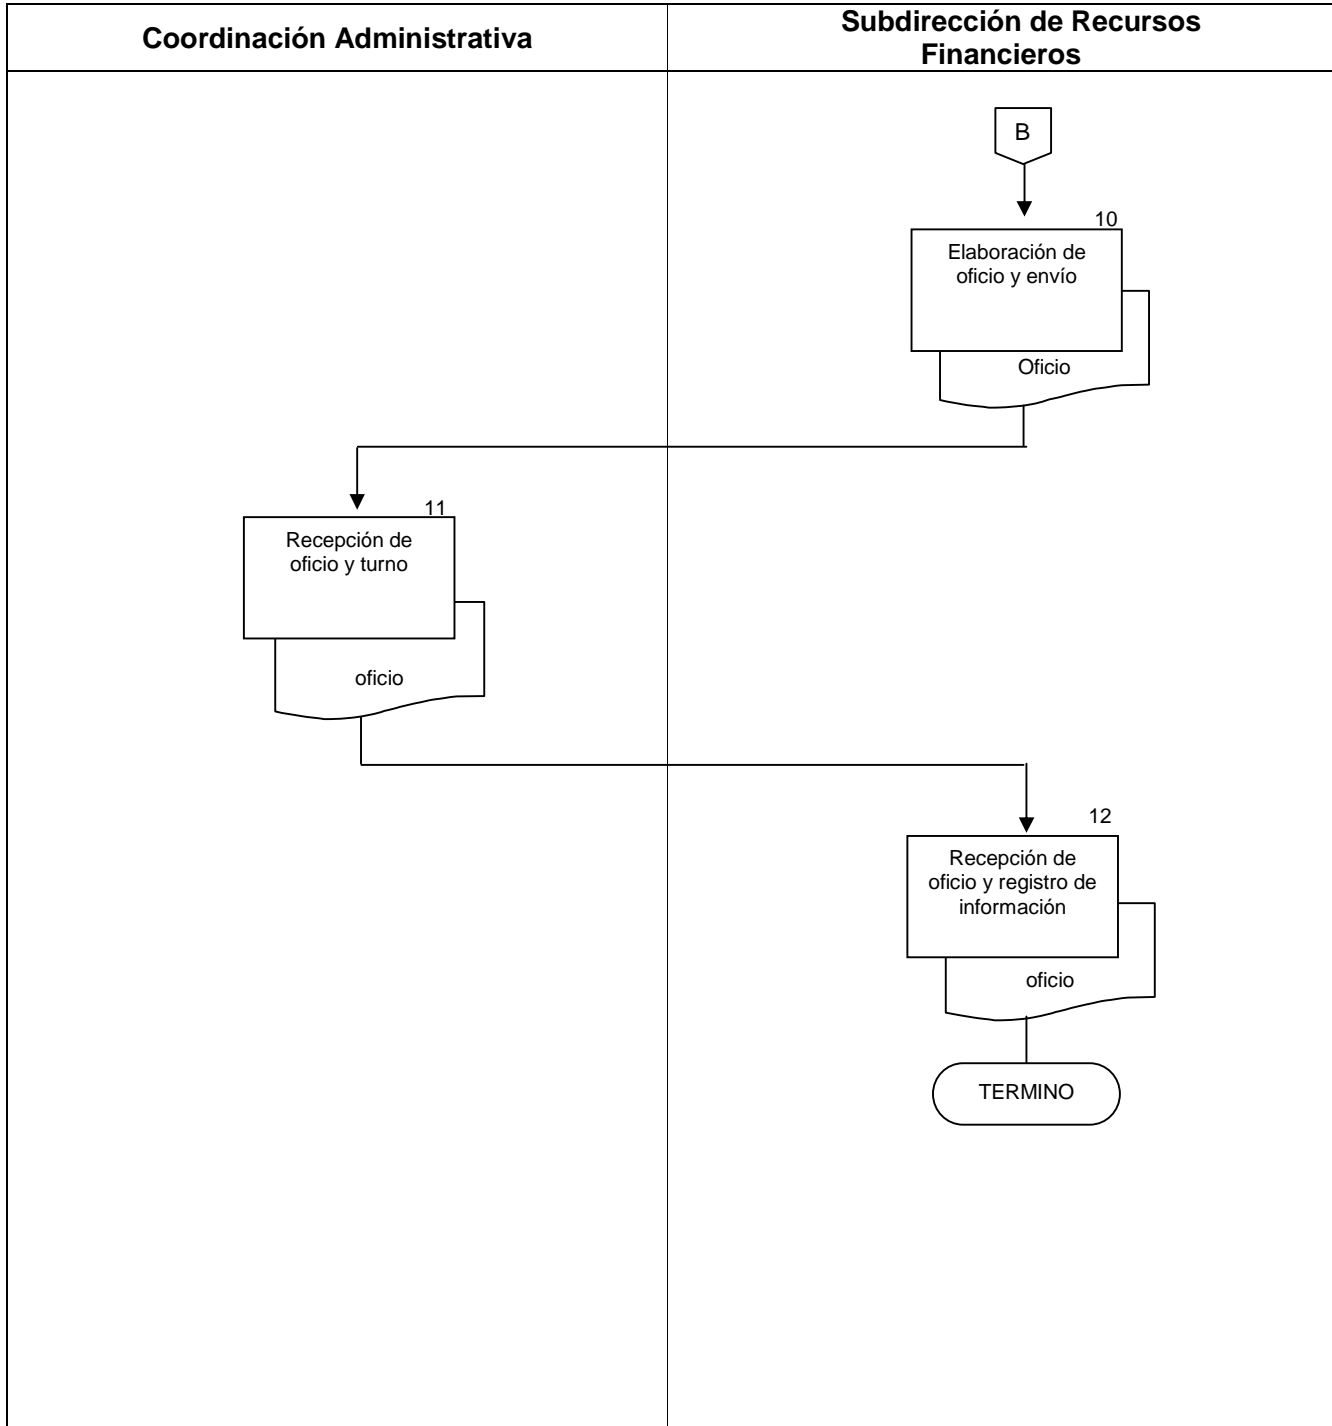 Coordinación Administrativa
Subdirección de Recursos
Financieros
B
10
Elaboración de
oficio y envío
Oficio
11
Recepción de
oficio y turno
oficio
12
Recepción de
oficio y registro de
información
oficio
TERMINO